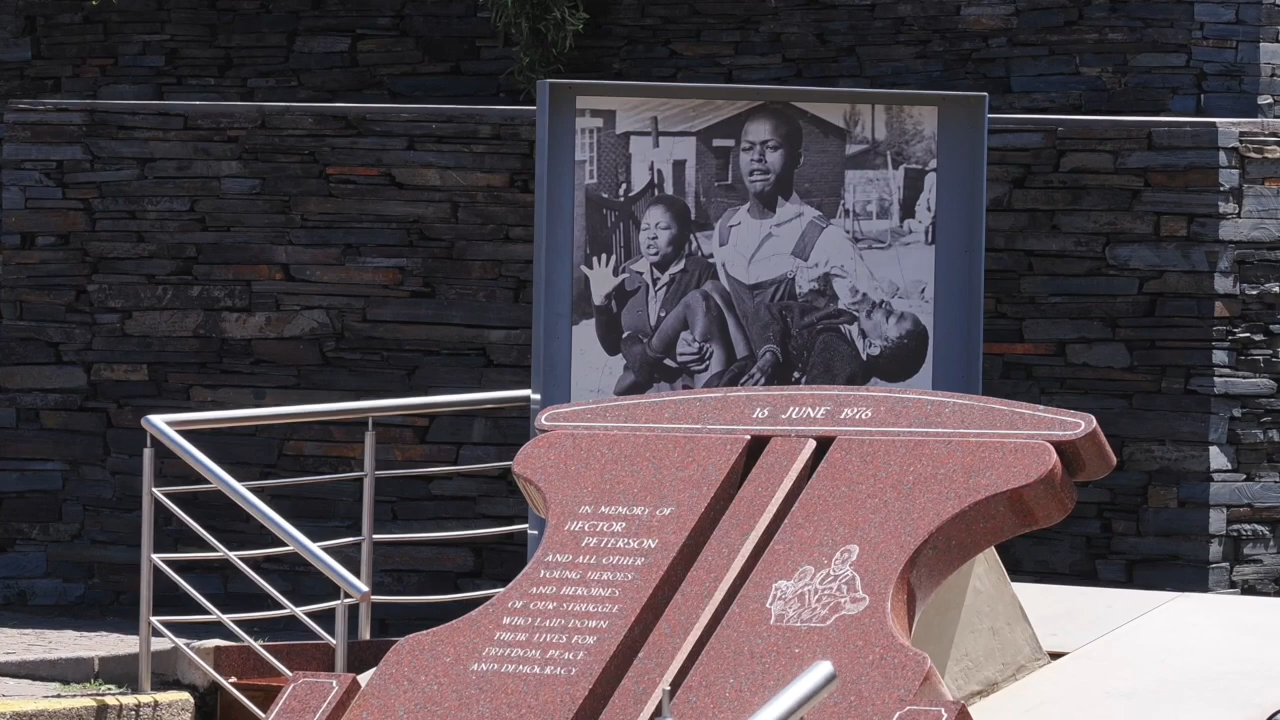 16 JUNE 1976
IN MEMORY OF
HECTOR
PETERSON
AND ALL OTHER
YOUNG HEROES
AND HEROINES
OF OUR STRUGGLE
WHO LAID DOWN
THEIR LIVES FOR
FREEDOM, PEACE
AND DEMOCRACY